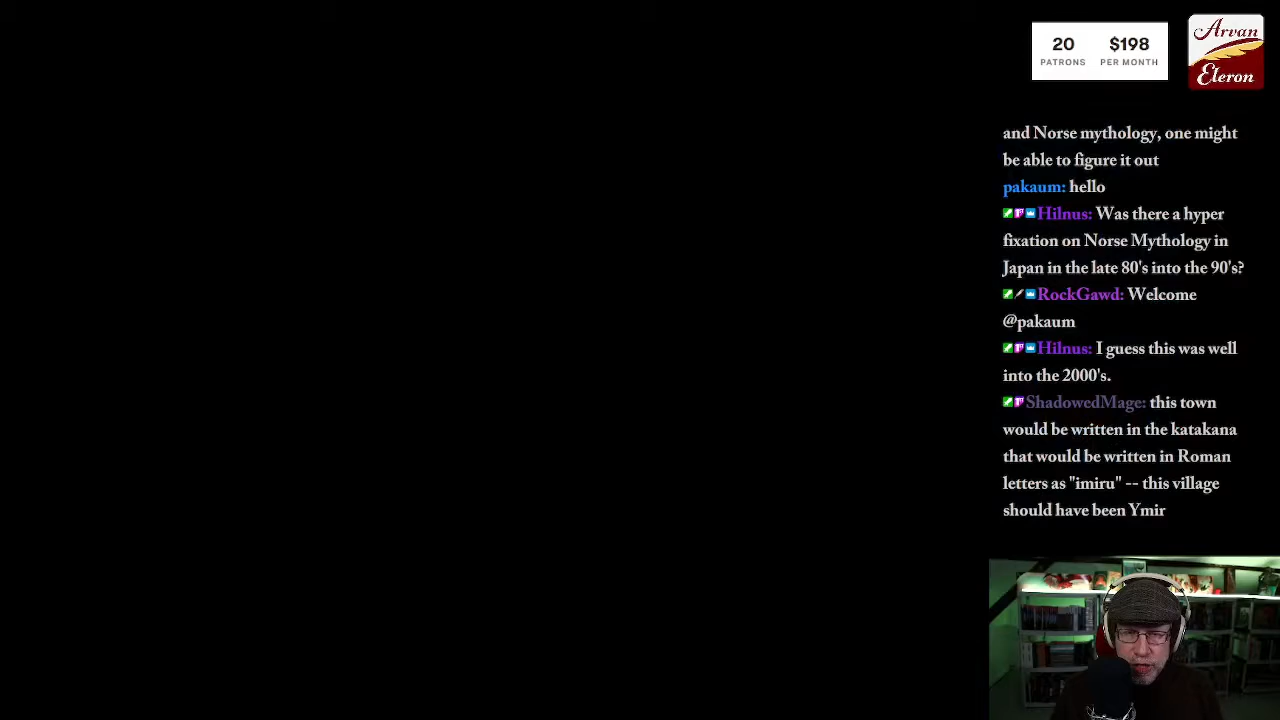 20 $198
PATRONS PER MONTH
Arvan
Eleron
and Norse mythology, one might
be able to figure it out
pakaum: hello
Hilnus: Was there a hyper
fixation on Norse Mythology in
Japan in the late 80's into the 90's?
RockGawd: Welcome
@pakaum
Hilnus: I guess this was well
into the 2000's.
ShadowedMage: this town
would be written in the katakana
that would be written in Roman
letters as "imiru" -- this village
should have been Ymir